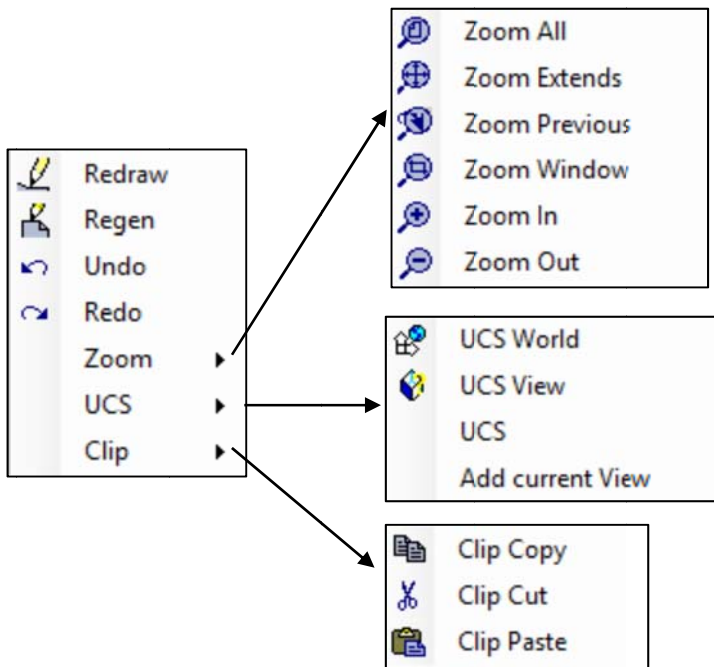 Redraw
Regen
Undo
Redo
Zoom
UCS
Clip
Zoom All
Zoom Extends
Zoom Previous
Zoom Window
Zoom In
Zoom Out
UCS World
UCS View
UCS
Add current View
Clip Copy
Clip Cut
Clip Paste